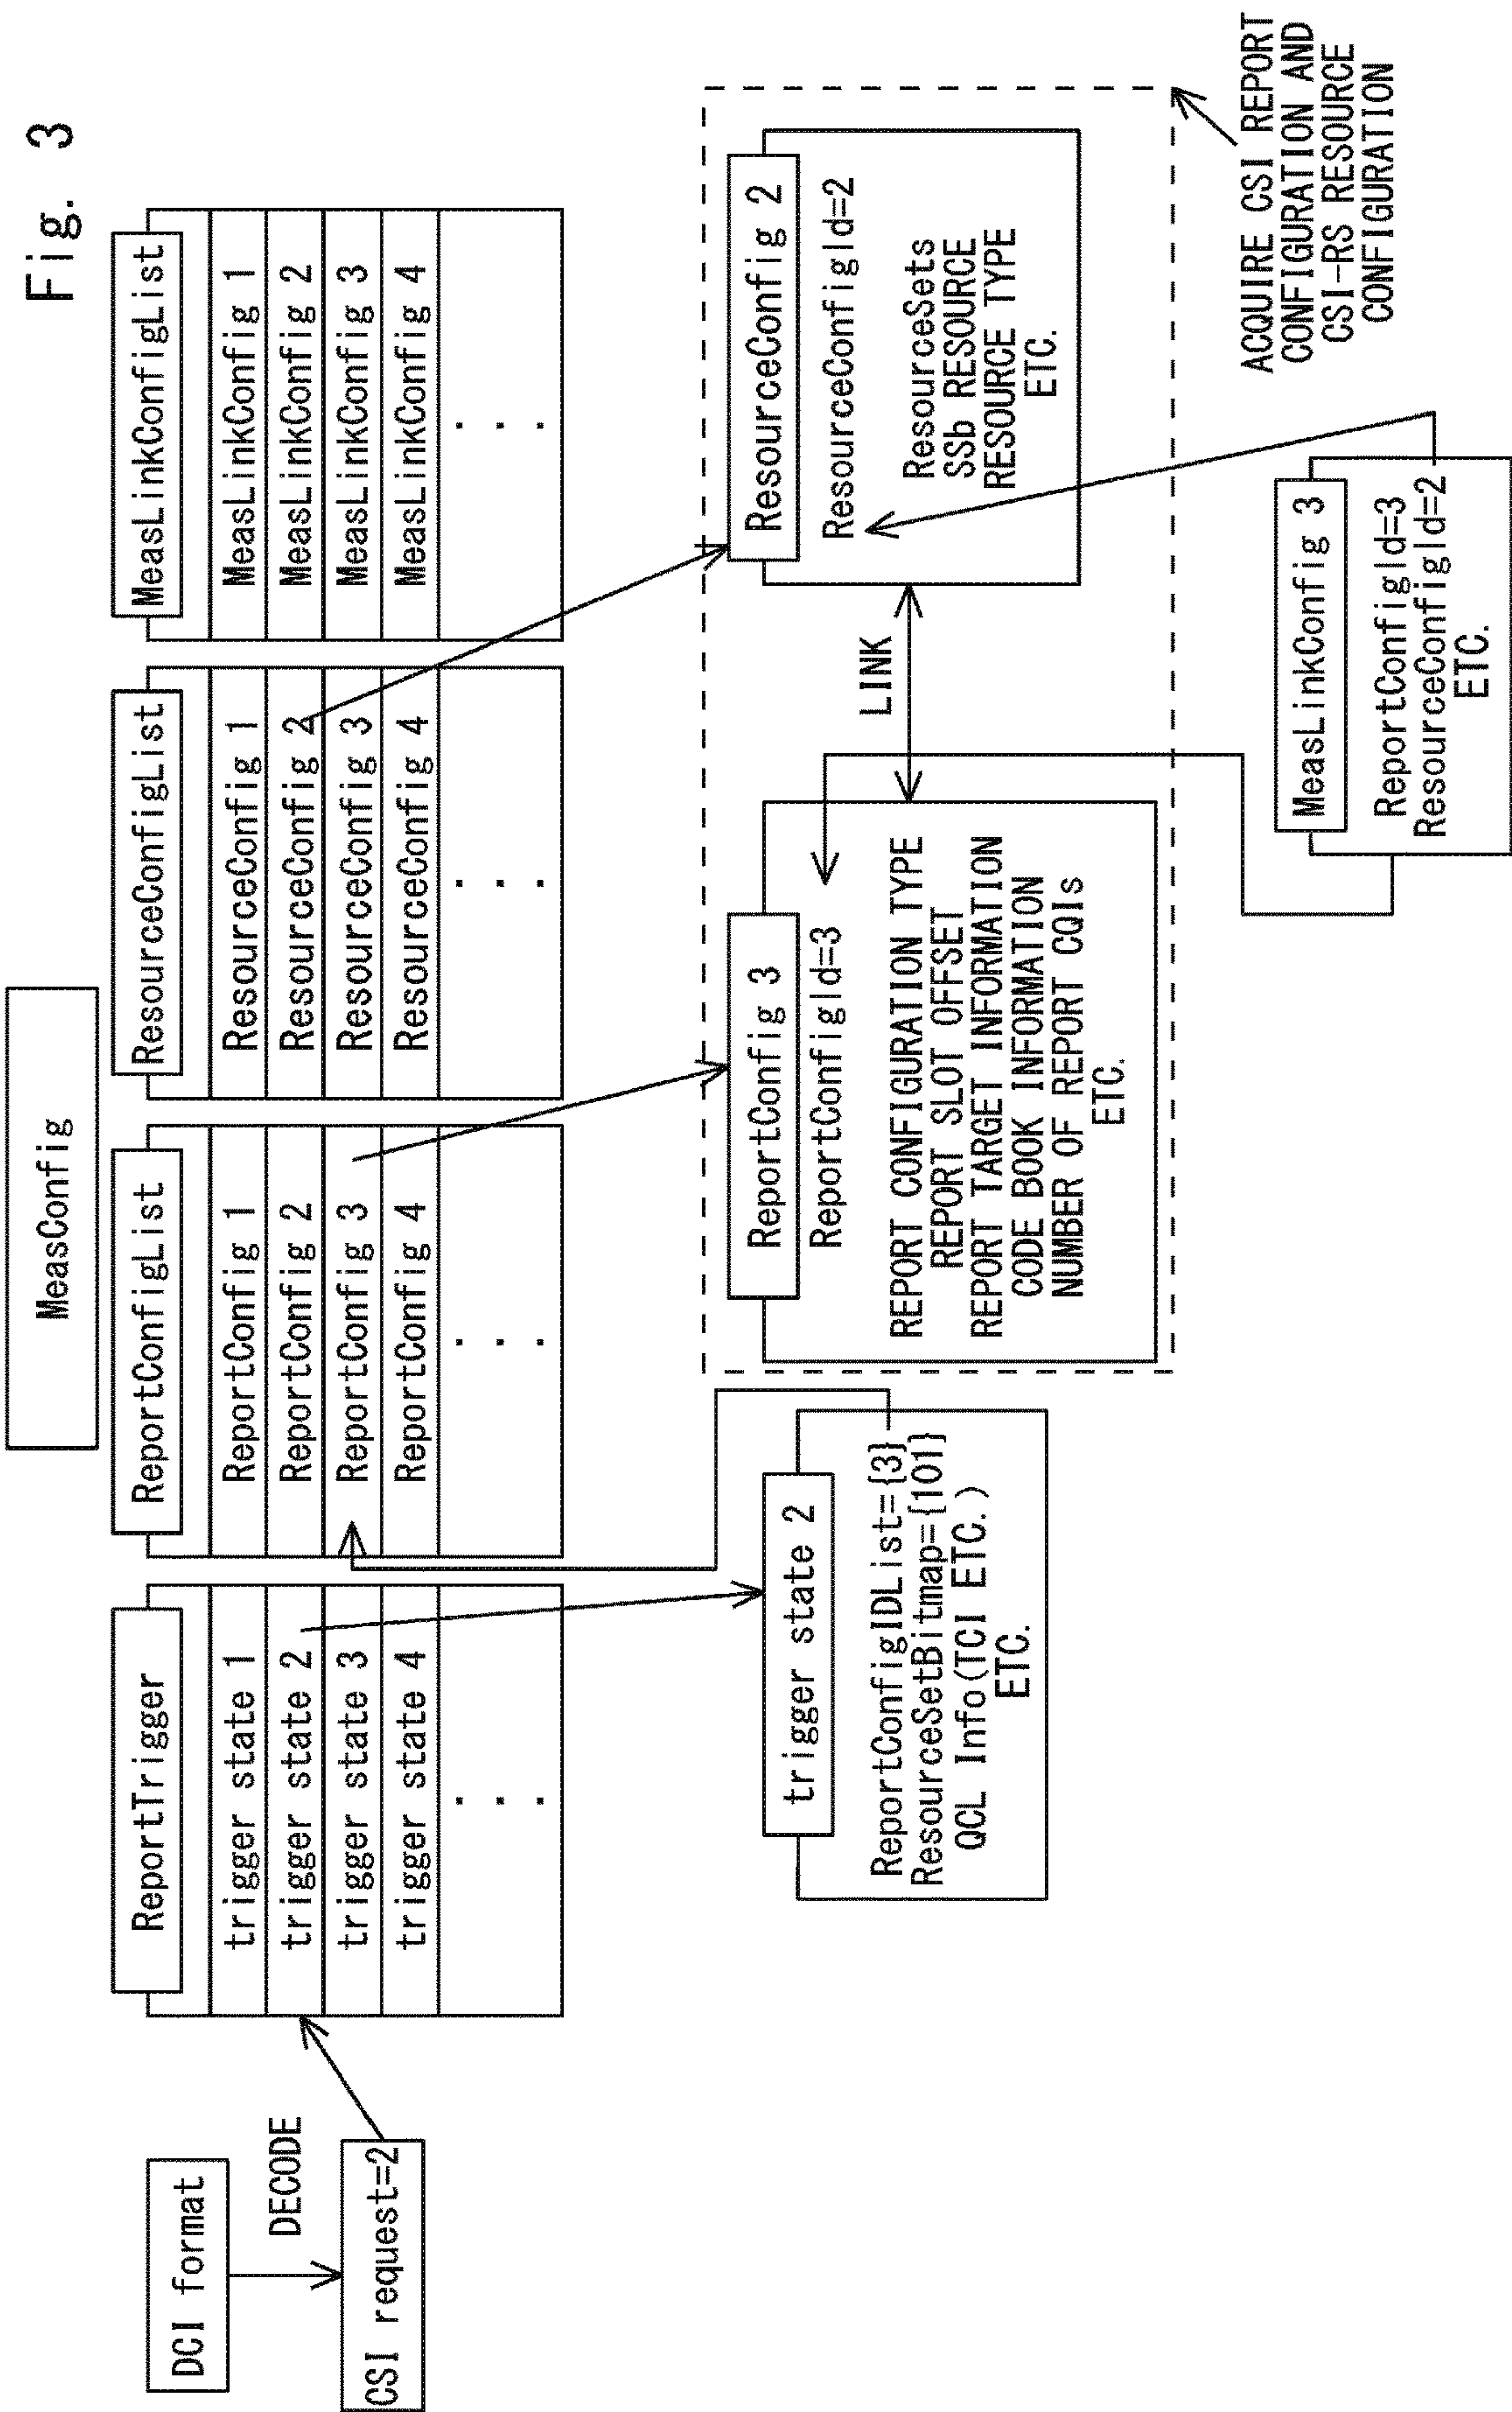 Fig. 3
MeasConfig
DCI format
DECODE
CSI request=2
ReportTrigger
trigger state 1
trigger state 2
trigger state 3
trigger state 4
. . .
ReportConfigList
ReportConfig 1
ReportConfig 2
ReportConfig 3
ReportConfig 4
. . .
ResourceConfigList
ResourceConfig 1
ResourceConfig 2
ResourceConfig 3
ResourceConfig 4
. . .
MeasLinkConfigList
MeasLinkConfig 1
MeasLinkConfig 2
MeasLinkConfig 3
MeasLinkConfig 4
. . .
trigger state 2
ReportConfigIDList={3}
ResourceSetBitmap={101}
QCL Info(TCI ETC.)
ETC.
ReportConfig 3
ReportConfigId=3
REPORT CONFIGURATION TYPE
REPORT SLOT OFFSET
REPORT TARGET INFORMATION
CODE BOOK INFORMATION
NUMBER OF REPORT CQIs
ETC.
LINK
ResourceConfig 2
ResourceConfigId=2
ResourceSets
SSb RESOURCE
RESOURCE TYPE
ETC.
MeasLinkConfig 3
ReportConfigId=3
ResourceConfigId=2
ETC.
ACQUIRE CSI REPORT
CONFIGURATION AND
CSI-RS RESOURCE
CONFIGURATION